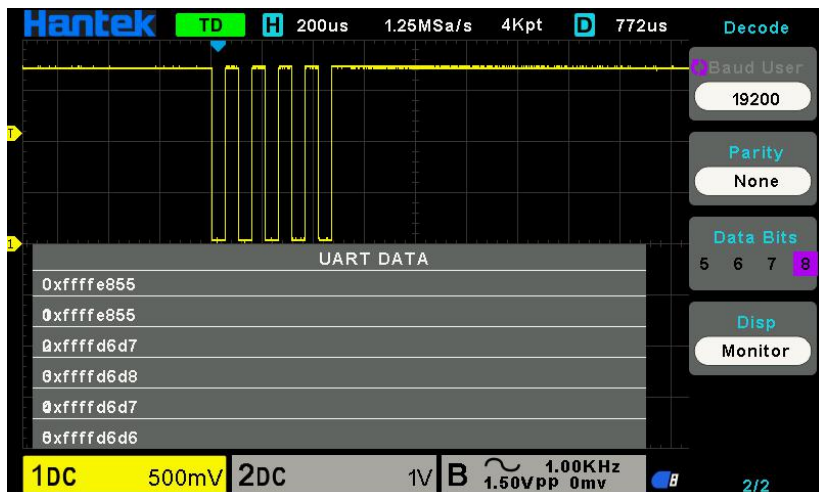 Hantek TD H 200us 1.25MSa/s 4Kpt D 772us
Decode
Baud User
19200
Parity
None
Data Bits
5 6 7 8
Disp
Monitor
T
1
UART DATA
0xffffe855
0xffffe855
0xffffd6d7
0xffffd6d8
0xffffd6d7
0xffffd6d6
1DC 500mV 2DC 1V B 1.00KHz
1.50Vpp 0mv
2/2